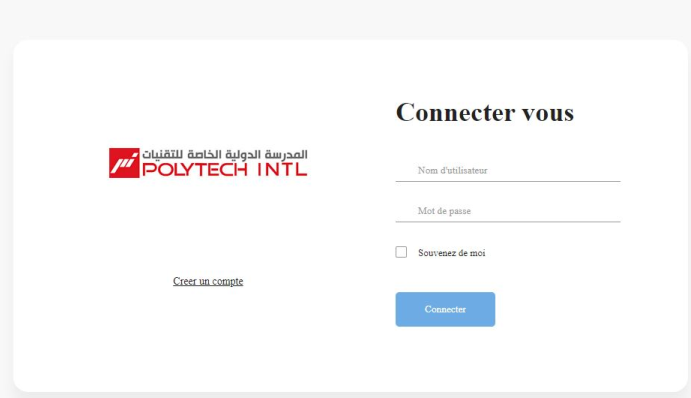 المدرسة الدولية الخاصة للتقنيات
POLYTECH INTL
Creer un compte
Connecter vous
Nom d'utilisateur
Mot de passe
Souvenez de moi
Connecter